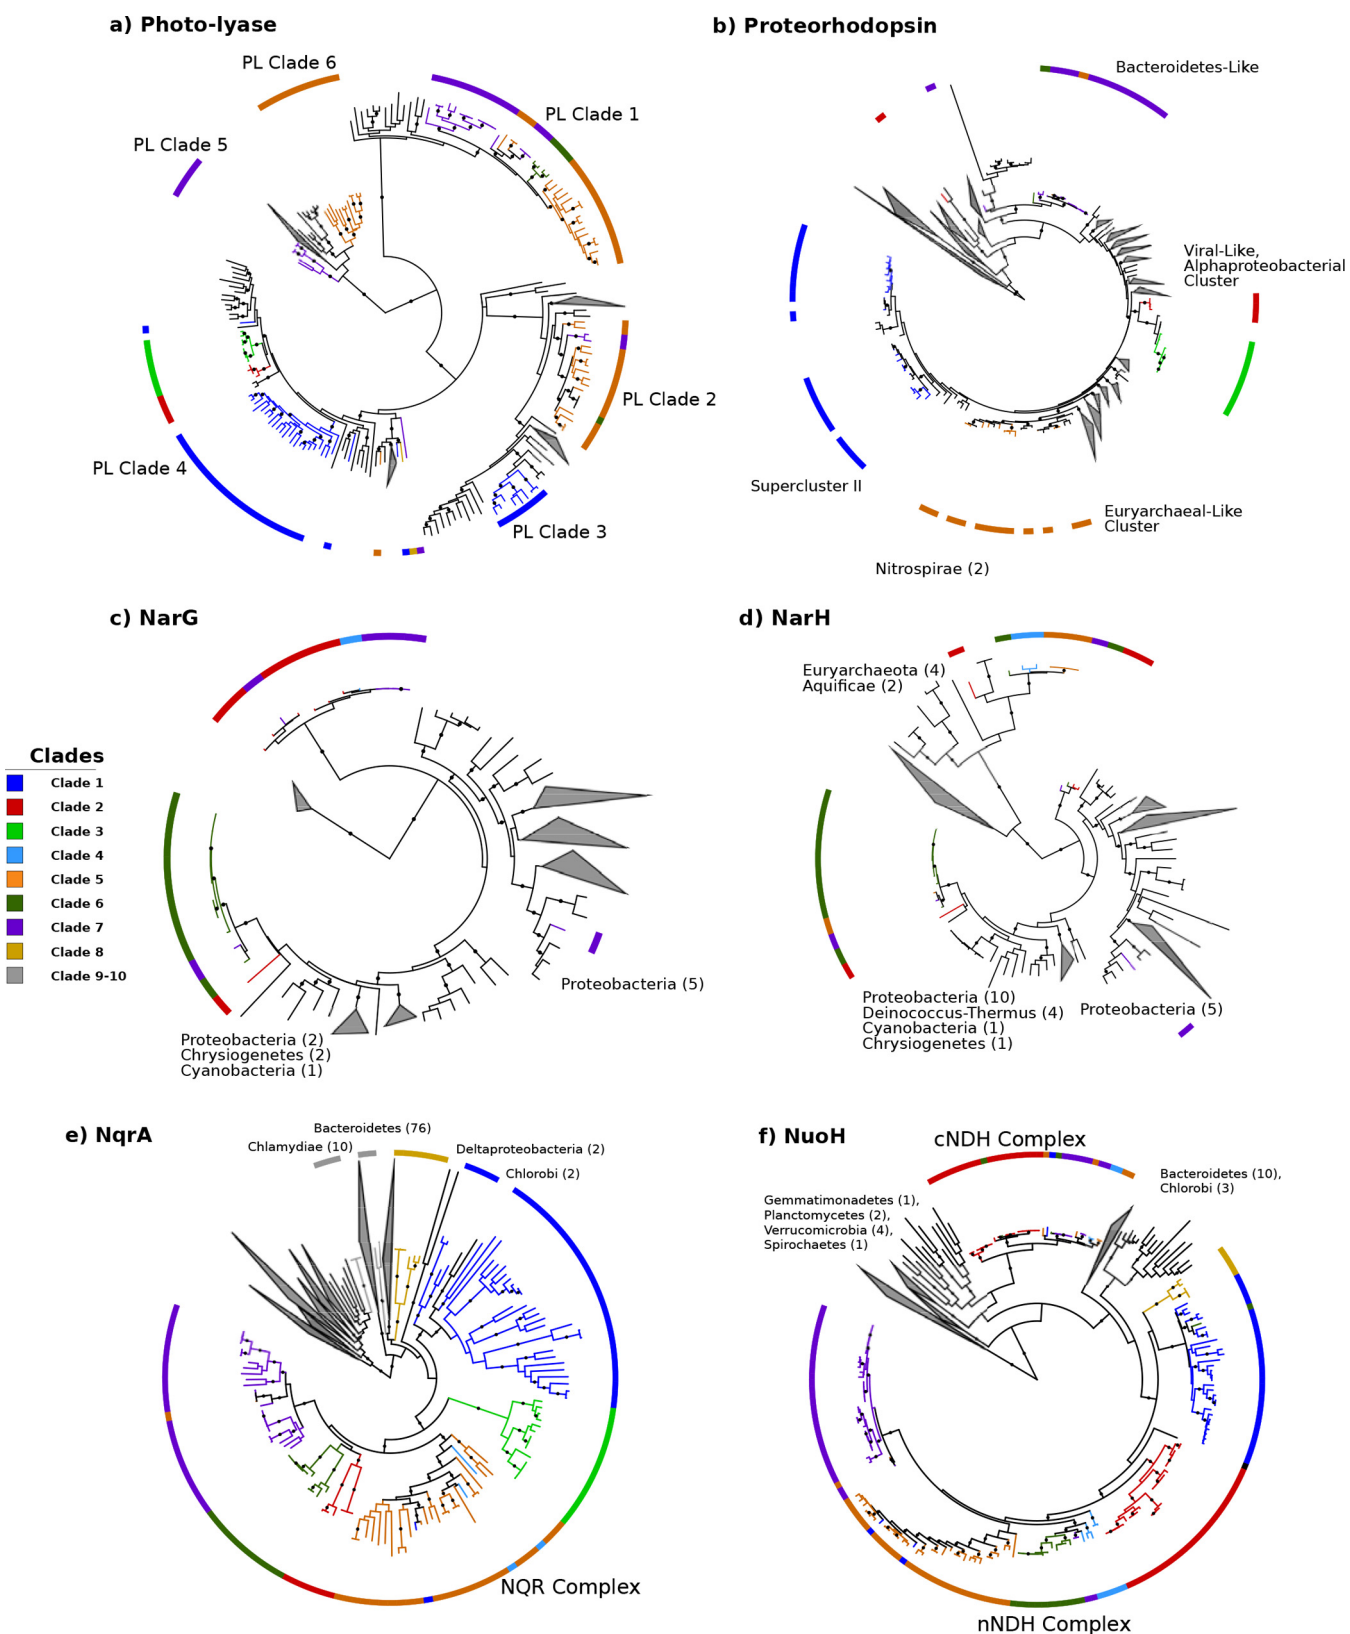 a) Photo-lyase
PL Clade 6
PL Clade 1
PL Clade 5
PL Clade 2
PL Clade 4
PL Clade 3
b) Proteorhodopsin
Bacteroidetes-Like
Viral-Like,
Alphaproteobacterial
Cluster
Supercluster II
Euryarchaeal-Like
Cluster
Nitrospirae (2)
c) NarG
Proteobacteria (5)
Proteobacteria (2)
Chrysiogenetes (2)
Cyanobacteria (1)
d) NarH
Euryarchaeota (4)
Aquificae (2)
Proteobacteria (10)
Deinococcus-Thermus (4)
Cyanobacteria (1)
Chrysiogenetes (1)
Proteobacteria (5)
Clades
Clade 1
Clade 2
Clade 3
Clade 4
Clade 5
Clade 6
Clade 7
Clade 8
Clade 9-10
e) NqrA
Bacteroidetes (76)
Chlamydiae (10)
Deltaproteobacteria (2)
Chlorobi (2)
NQR Complex
f) NuoH
cNDH Complex
Bacteroidetes (10),
Chlorobi (3)
Gemmatimonadetes (1),
Planctomycetes (2),
Verrucomicrobia (4),
Spirochaetes (1)
nNDH Complex